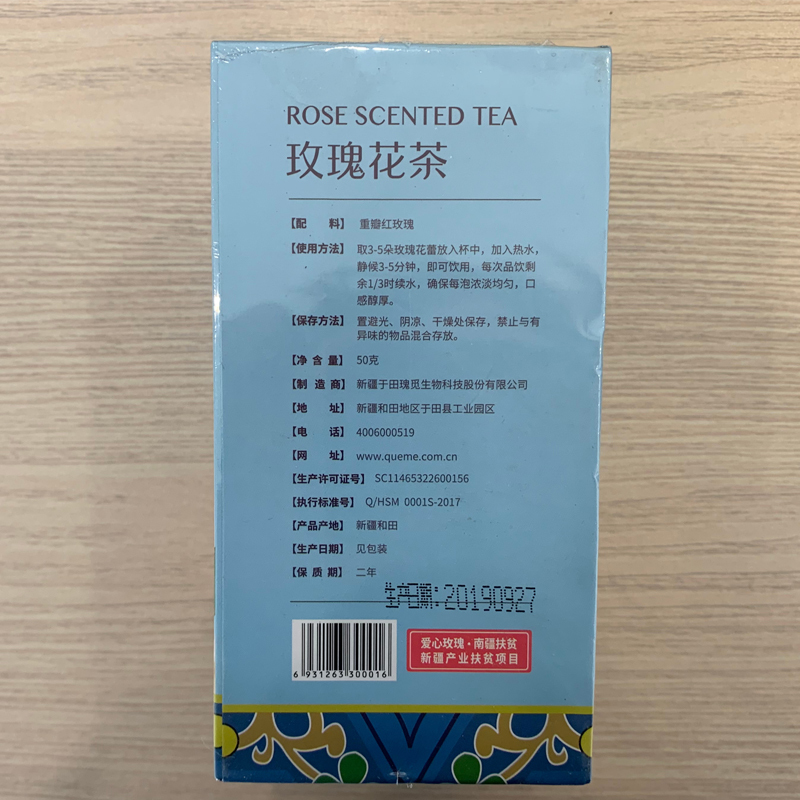 ROSE SCENTED TEA
玫瑰花茶
【配 料】 重瓣红玫瑰
【使用方法】 取3-5朵玫瑰花蕾放入杯中，加入热水，
静候3-5分钟，即可饮用，每次品饮剩
余1/3时续水，确保每泡浓淡均匀，口
感醇厚。
【保存方法】 置避光、阴凉、干燥处保存，禁止与有
异味的物品混合存放。
【净 含 量】 50克
【制 造 商】 新疆于田瑰觅生物科技股份有限公司
【地 址】 新疆和田地区于田县工业园区
【电 话】 4006000519
【网 址】 www.queme.com.cn
【生产许可证号】 SC11465322600156
【执行标准号】 Q/HSM 0001S-2017
【产品产地】 新疆和田
【生产日期】 见包装
【保 质 期】 二年
生产日期:20190927
6 931263 300016
爱心玫瑰·南疆扶贫
新疆产业扶贫项目